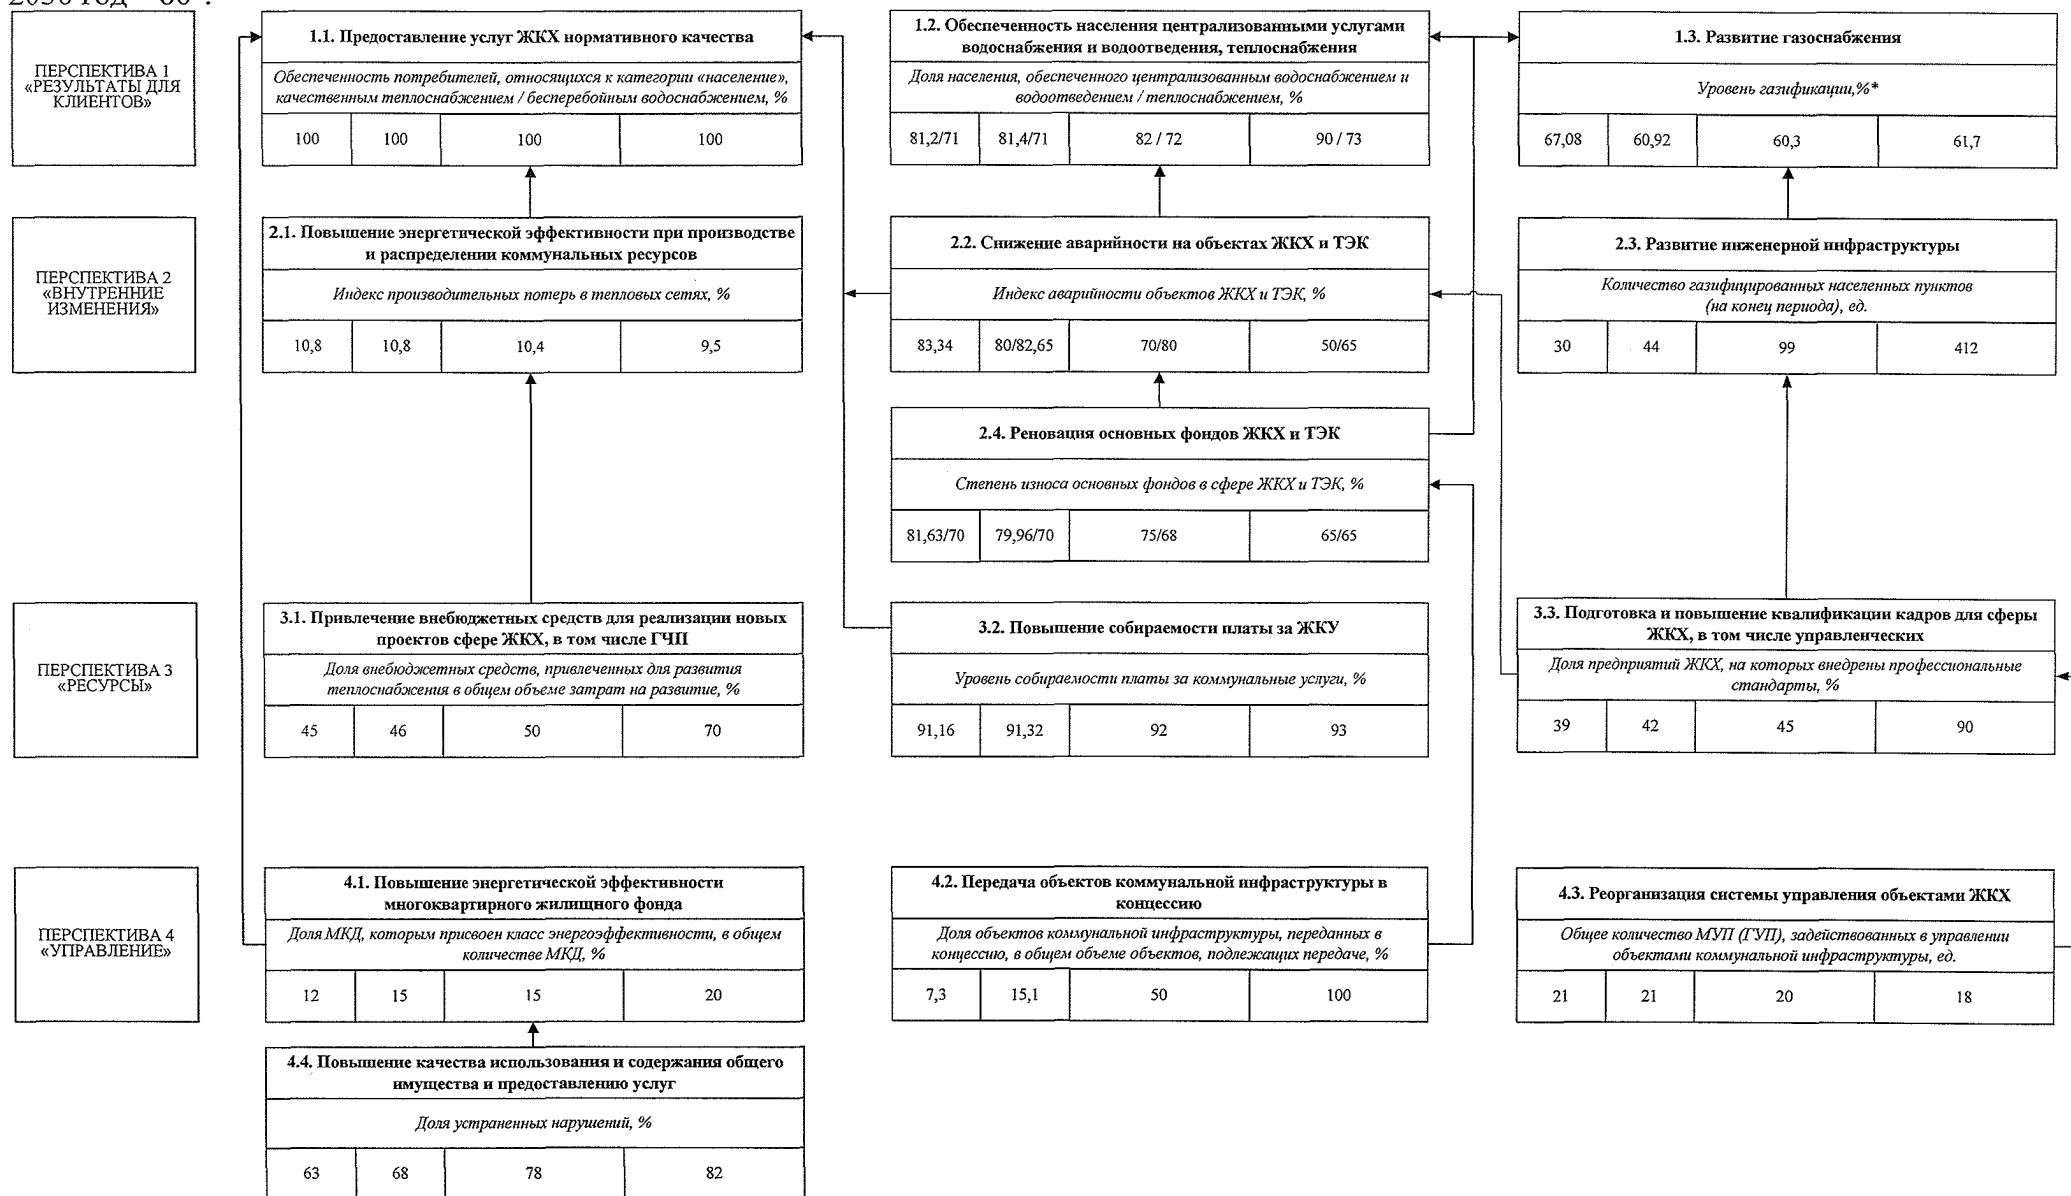 ПЕРСПЕКТИВА 1
«РЕЗУЛЬТАТЫ ДЛЯ
КЛИЕНТОВ»
1.1. Предоставление услуг ЖКХ нормативного качества
Обеспеченность потребителей, относящихся к категории «население»,
качественным теплоснабжением / бесперебойным водоснабжением, %
100 100 100 100
1.2. Обеспеченность населения централизованными услугами
водоснабжения и водоотведения, теплоснабжения
Доля населения, обеспеченного централизованным водоснабжением и
водоотведением / теплоснабжением, %
81,2/71 81,4/71 82 / 72 90 / 73
1.3. Развитие газоснабжения
Уровень газификации,%*
67,08 60,92 60,3 61,7
ПЕРСПЕКТИВА 2
«ВНУТРЕННИЕ
ИЗМЕНЕНИЯ»
2.1. Повышение энергетической эффективности при производстве
и распределении коммунальных ресурсов
Индекс производительных потерь в тепловых сетях, %
10,8 10,8 10,4 9,5
2.2. Снижение аварийности на объектах ЖКХ и ТЭК
Индекс аварийности объектов ЖКХ и ТЭК, %
83,34 80/82,65 70/80 50/65
2.3. Развитие инженерной инфраструктуры
Количество газифицированных населенных пунктов
(на конец периода), ед.
30 44 99 412
2.4. Реновация основных фондов ЖКХ и ТЭК
Степень износа основных фондов в сфере ЖКХ и ТЭК, %
81,63/70 79,96/70 75/68 65/65
ПЕРСПЕКТИВА 3
«РЕСУРСЫ»
3.1. Привлечение внебюджетных средств для реализации новых
проектов сфере ЖКХ, в том числе ГЧП
Доля внебюджетных средств, привлеченных для развития
теплоснабжения в общем объеме затрат на развитие, %
45 46 50 70
3.2. Повышение собираемости платы за ЖКУ
Уровень собираемости платы за коммунальные услуги, %
91,16 91,32 92 93
3.3. Подготовка и повышение квалификации кадров для сферы
ЖКХ, в том числе управленческих
Доля предприятий ЖКХ, на которых внедрены профессиональные
стандарты, %
39 42 45 90
ПЕРСПЕКТИВА 4
«УПРАВЛЕНИЕ»
4.1. Повышение энергетической эффективности
многоквартирного жилищного фонда
Доля МКД, которым присвоен класс энергоэффективности, в общем
количестве МКД, %
12 15 15 20
4.2. Передача объектов коммунальной инфраструктуры в
концессию
Доля объектов коммунальной инфраструктуры, переданных в
концессию, в общем объеме объектов, подлежащих передаче, %
7,3 15,1 50 100
4.3. Реорганизация системы управления объектами ЖКХ
Общее количество МУП (ГУП), задействованных в управлении
объектами коммунальной инфраструктуры, ед.
21 21 20 18
4.4. Повышение качества использования и содержания общего
имущества и предоставлению услуг
Доля устраненных нарушений, %
63 68 78 82